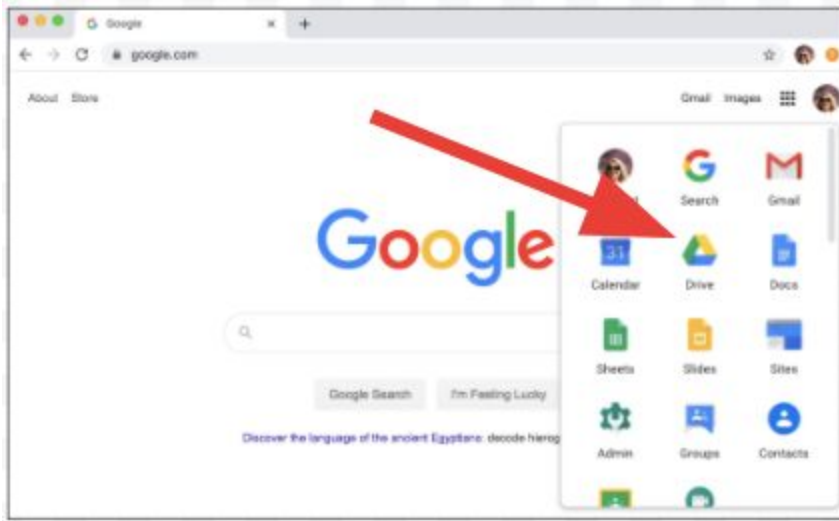 Google
google.com
About Store
Gmail Images
Search Gmail
Google
31
Calendar Drive Docs
Sheets Slides Sites
Google Search I'm Feeling Lucky
Discover the language of the ancient Egyptians: decode hierog
Admin Groups Contacts